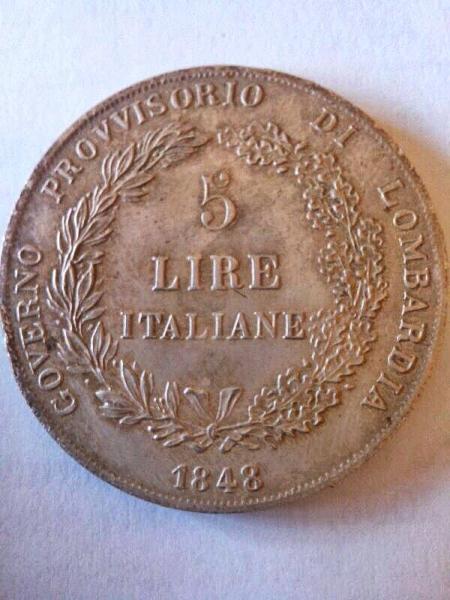 GOVERNO PROVVISORIO DI LOMBARDIA
5
LIRE
ITALIANE
1848